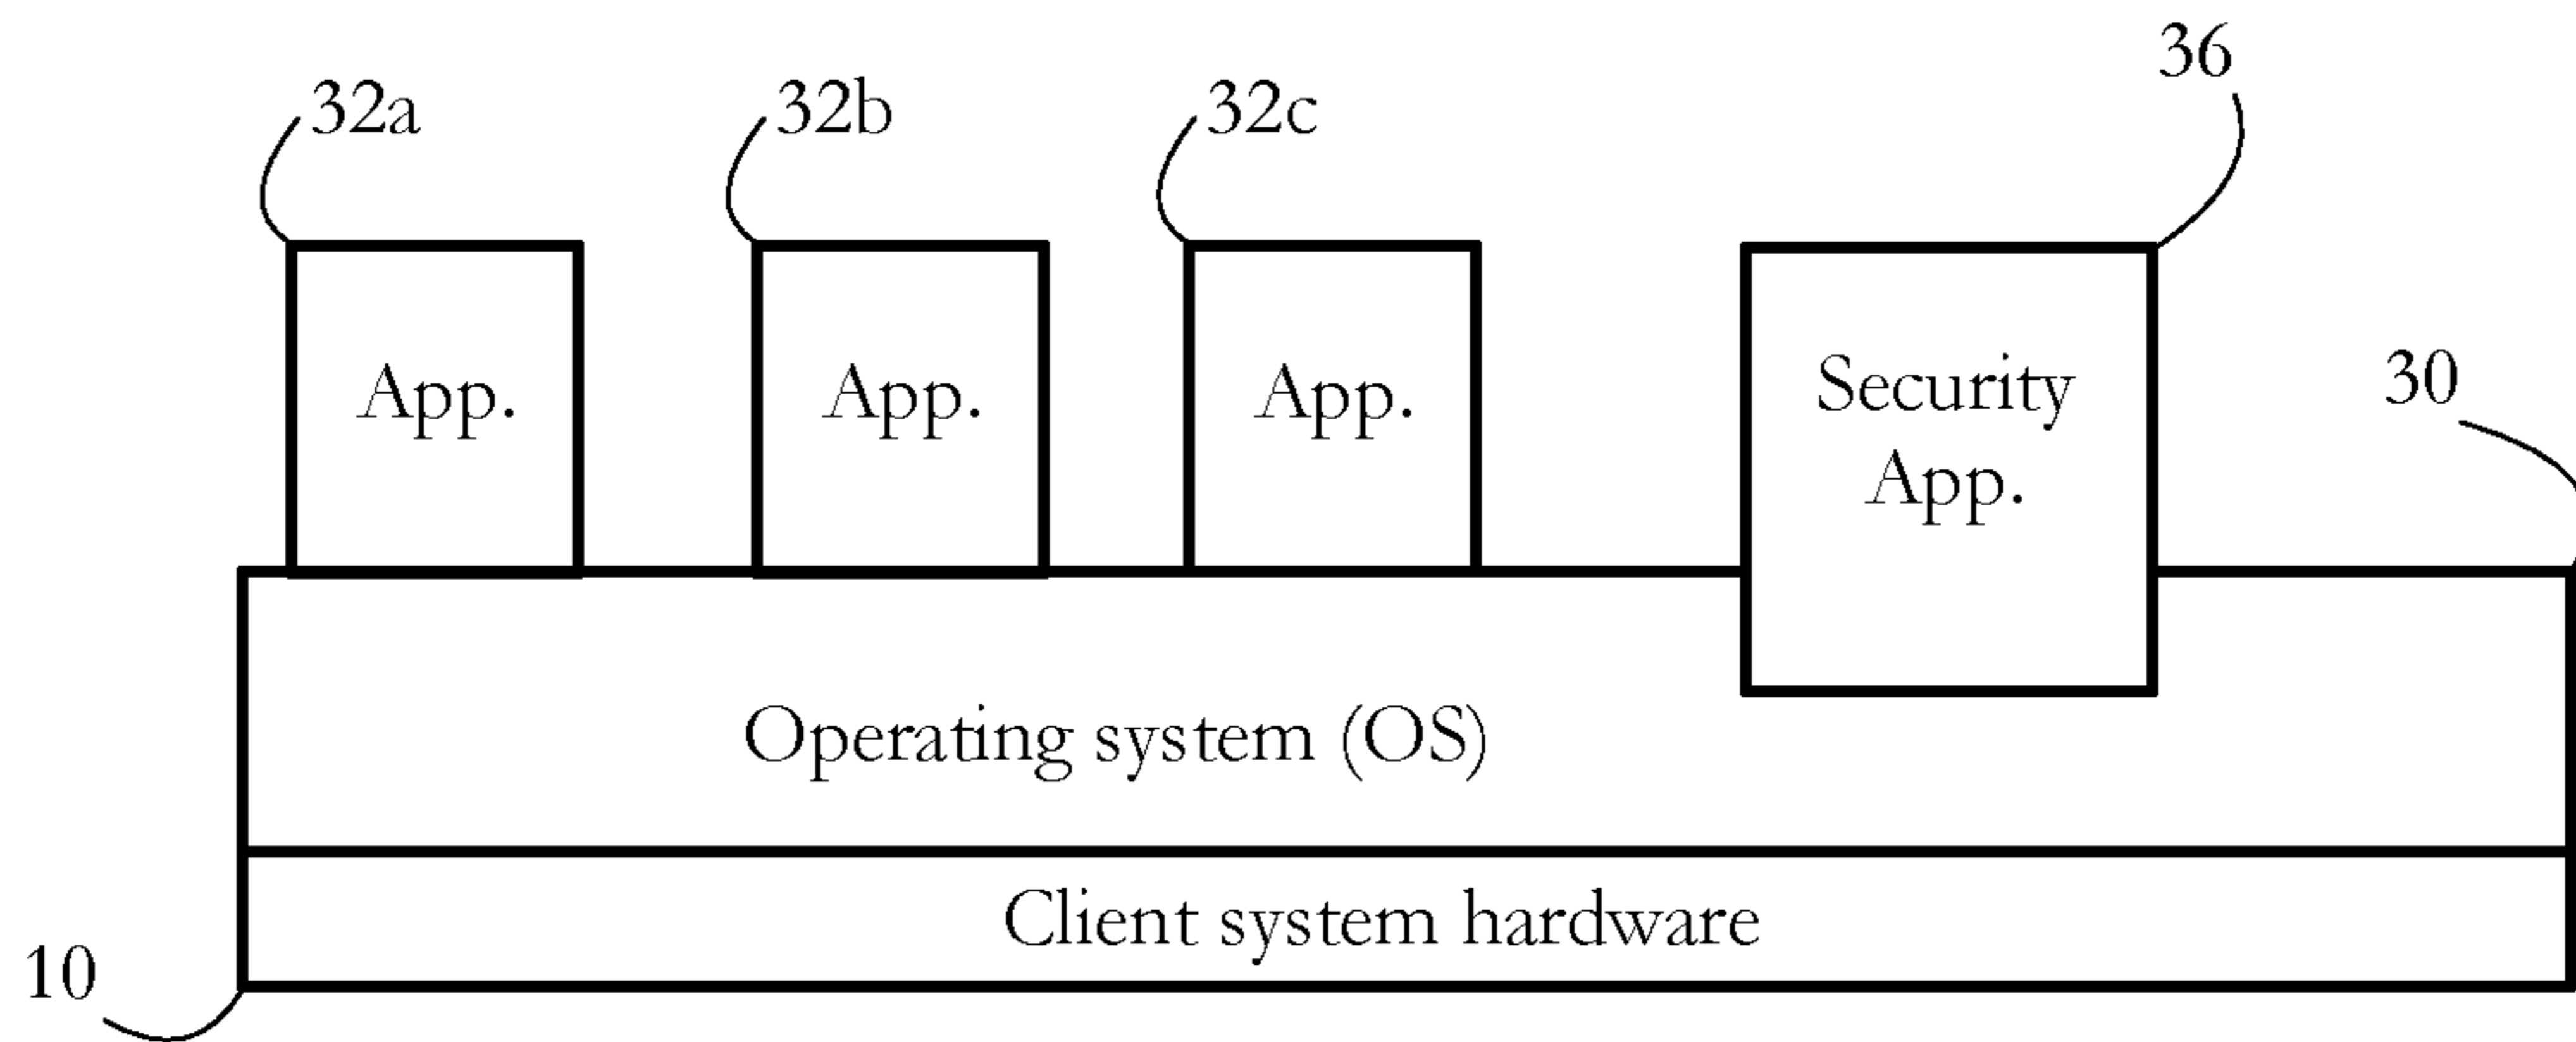 36
32a
32b
32c
30
App.
App.
App.
Security
App.
Operating system (OS)
Client system hardware
10